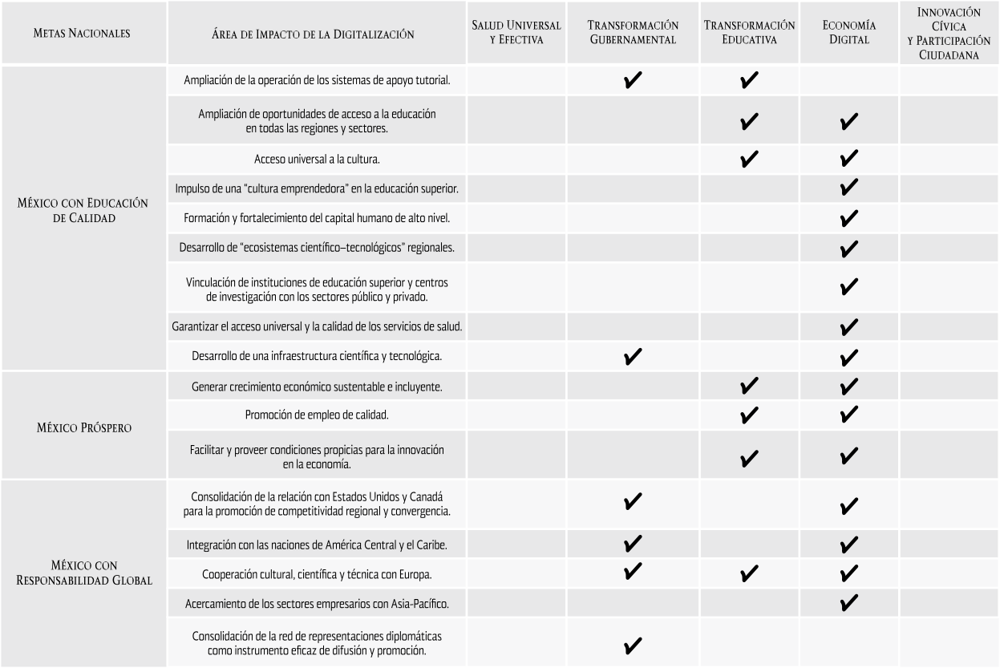 METAS NACIONALES
ÁREA DE IMPACTO DE LA DIGITALIZACIÓN
SALUD UNIVERSAL
Y EFECTIVA
TRANSFORMACIÓN
GUBERNAMENTAL
TRANSFORMACIÓN
EDUCATIVA
ECONOMÍA
DIGITAL
INNOVACIÓN
CÍVICA
Y PARTICIPACIÓN
CIUDADANA
MÉXICO CON EDUCACIÓN
DE CALIDAD
Ampliación de la operación de los sistemas de apoyo tutorial.
✔ ✔
Ampliación de oportunidades de acceso a la educación
en todas las regiones y sectores.
✔ ✔
Acceso universal a la cultura.
✔ ✔
Impulso de una “cultura emprendedora” en la educación superior.
✔
Formación y fortalecimiento del capital humano de alto nivel.
✔
Desarrollo de “ecosistemas científico–tecnológicos” regionales.
✔
Vinculación de instituciones de educación superior y centros
de investigación con los sectores público y privado.
✔
Garantizar el acceso universal y la calidad de los servicios de salud.
✔
Desarrollo de una infraestructura científica y tecnológica.
✔ ✔
MÉXICO PRÓSPERO
Generar crecimiento económico sustentable e incluyente.
✔ ✔
Promoción de empleo de calidad.
✔ ✔
Facilitar y proveer condiciones propicias para la innovación
en la economía.
✔ ✔
MÉXICO CON
RESPONSABILIDAD GLOBAL
Consolidación de la relación con Estados Unidos y Canadá
para la promoción de competitividad regional y convergencia.
✔ ✔
Integración con las naciones de América Central y el Caribe.
✔ ✔
Cooperación cultural, científica y técnica con Europa.
✔ ✔ ✔
Acercamiento de los sectores empresarios con Asia-Pacífico.
✔
Consolidación de la red de representaciones diplomáticas
como instrumento eficaz de difusión y promoción.
✔